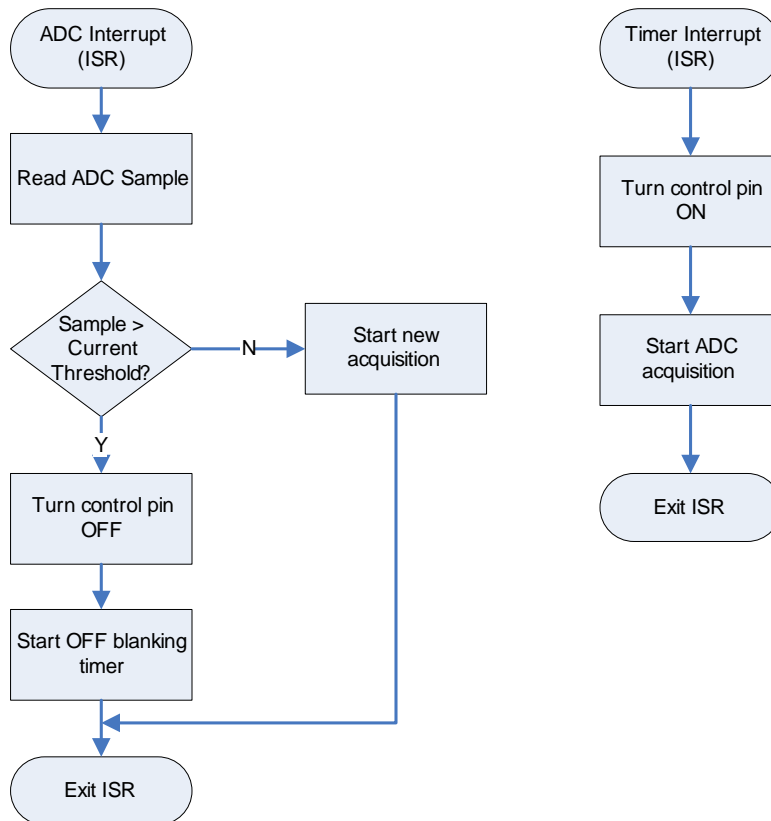 ADC Interrupt
(ISR)
Read ADC Sample
Sample >
Current
Threshold?
N
Start new
acquisition
Y
Turn control pin
OFF
Start OFF blanking
timer
Exit ISR
Timer Interrupt
(ISR)
Turn control pin
ON
Start ADC
acquisition
Exit ISR